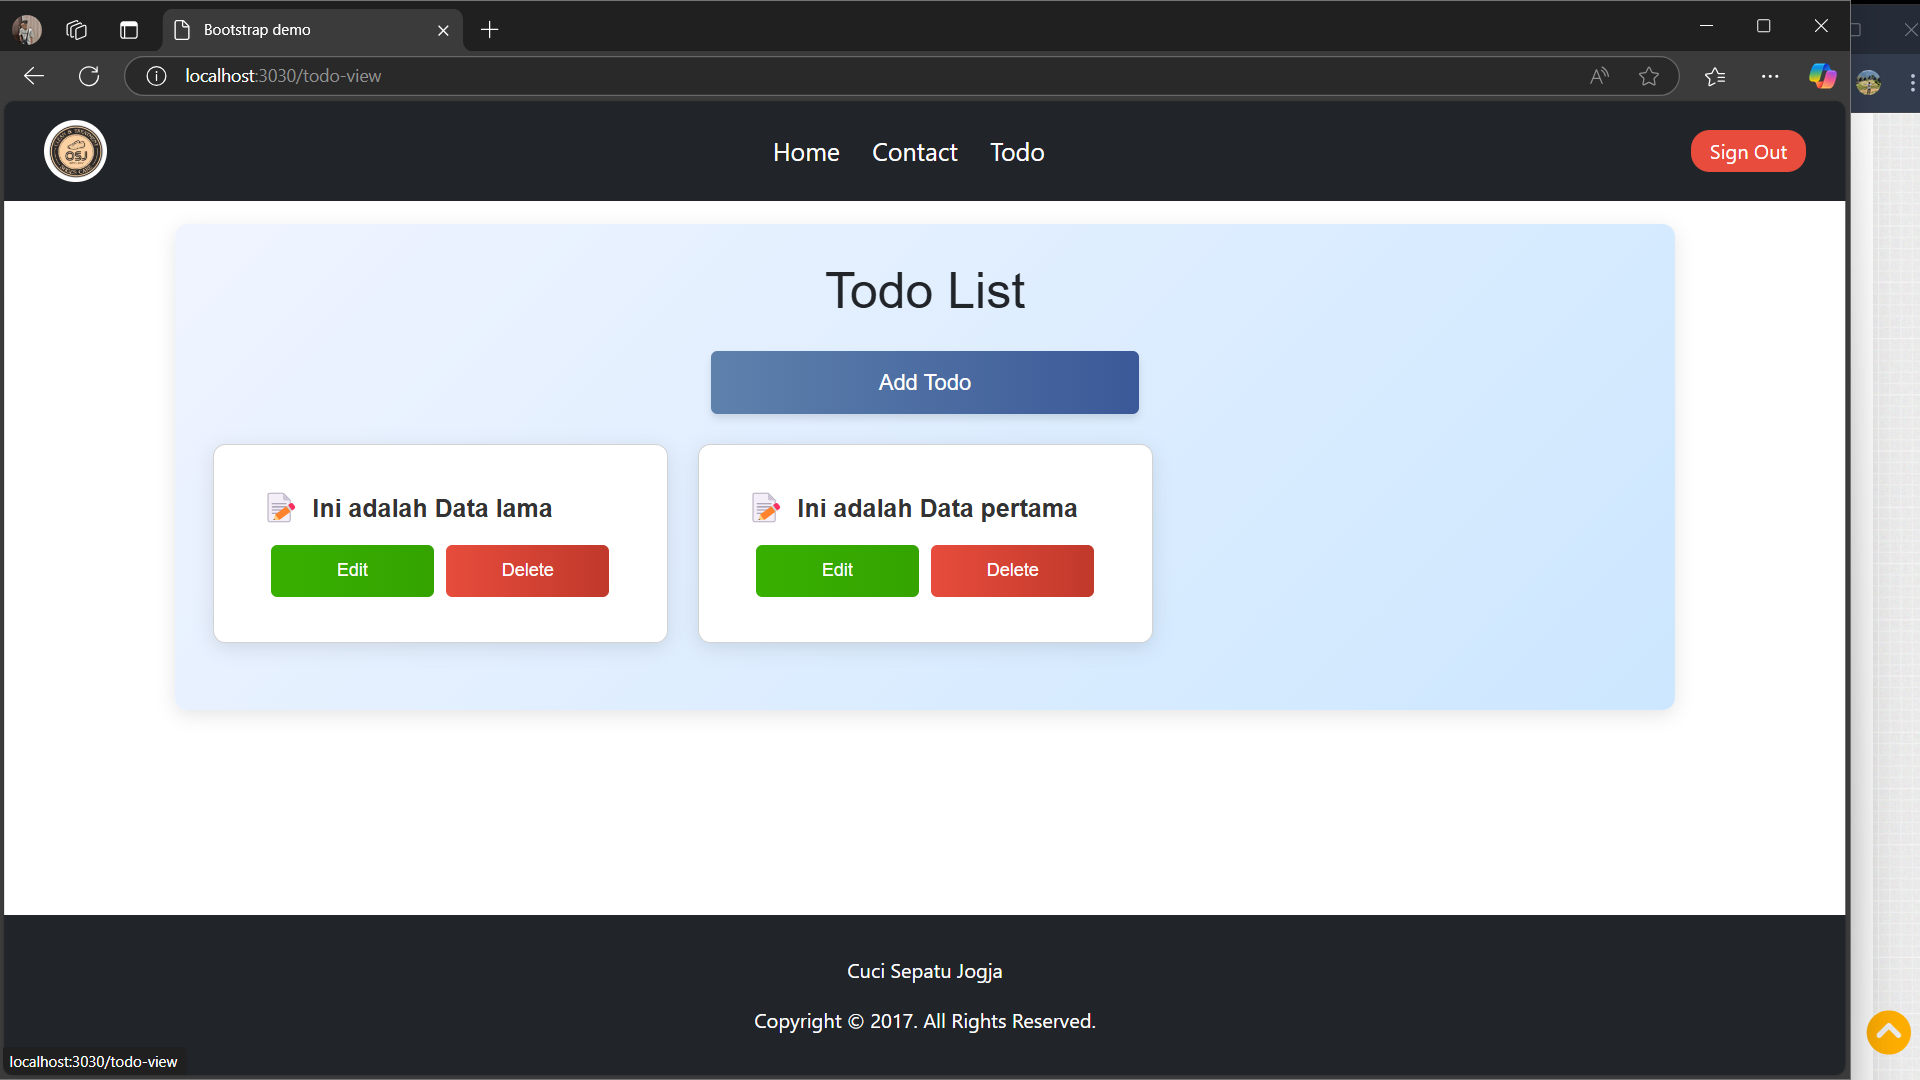 Bootstrap demo
localhost:3030/todo-view
OSJ
Home Contact Todo
Sign Out
Todo List
Add Todo
Ini adalah Data lama
Edit Delete
Ini adalah Data pertama
Edit Delete
Cuci Sepatu Jogja
Copyright © 2017. All Rights Reserved.
localhost:3030/todo-view